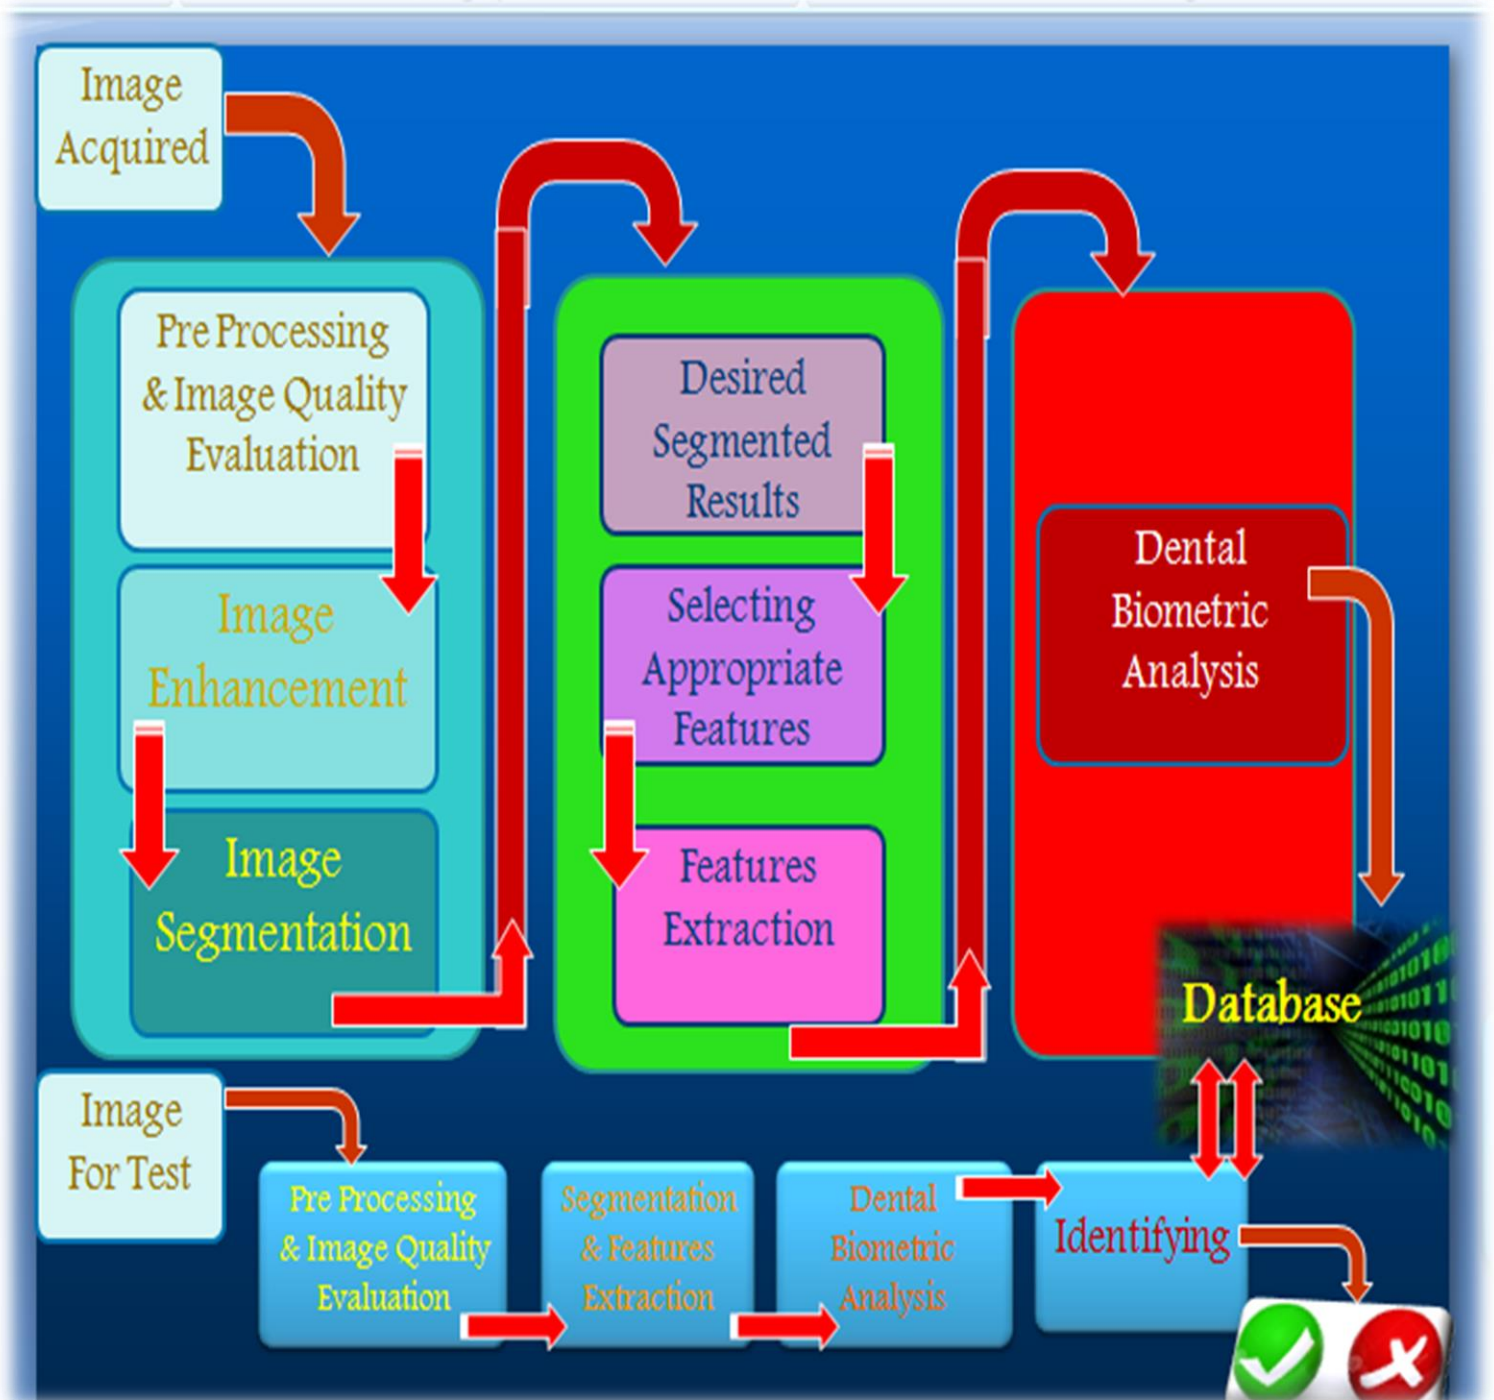 Image
Acquired
Pre Processing
& Image Quality
Evaluation
Image
Enhancement
Image
Segmentation
Desired
Segmented
Results
Selecting
Appropriate
Features
Features
Extraction
Dental
Biometric
Analysis
Database
Image
For Test
Pre Processing
& Image Quality
Evaluation
Segmentation
& Features
Extraction
Dental
Biometric
Analysis
Identifying